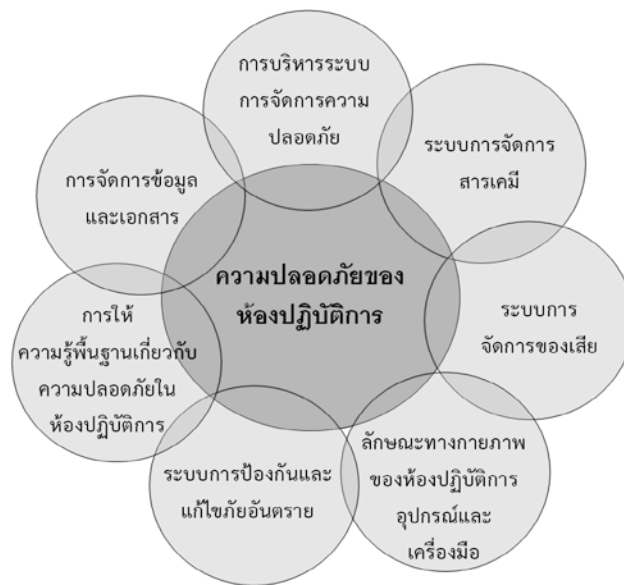 การบริหารระบบ
การจัดการความ
ปลอดภัย
ระบบการจัดการ
สารเคมี
ระบบการ
จัดการของเสีย
ลักษณะทางกายภาพ
ของห้องปฏิบัติการ
อุปกรณ์และ
เครื่องมือ
ระบบการป้องกันและ
แก้ไขภัยอันตราย
การให้
ความรู้พื้นฐานเกี่ยวกับ
ความปลอดภัยใน
ห้องปฏิบัติการ
การจัดการข้อมูล
และเอกสาร
ความปลอดภัยของ
ห้องปฏิบัติการ